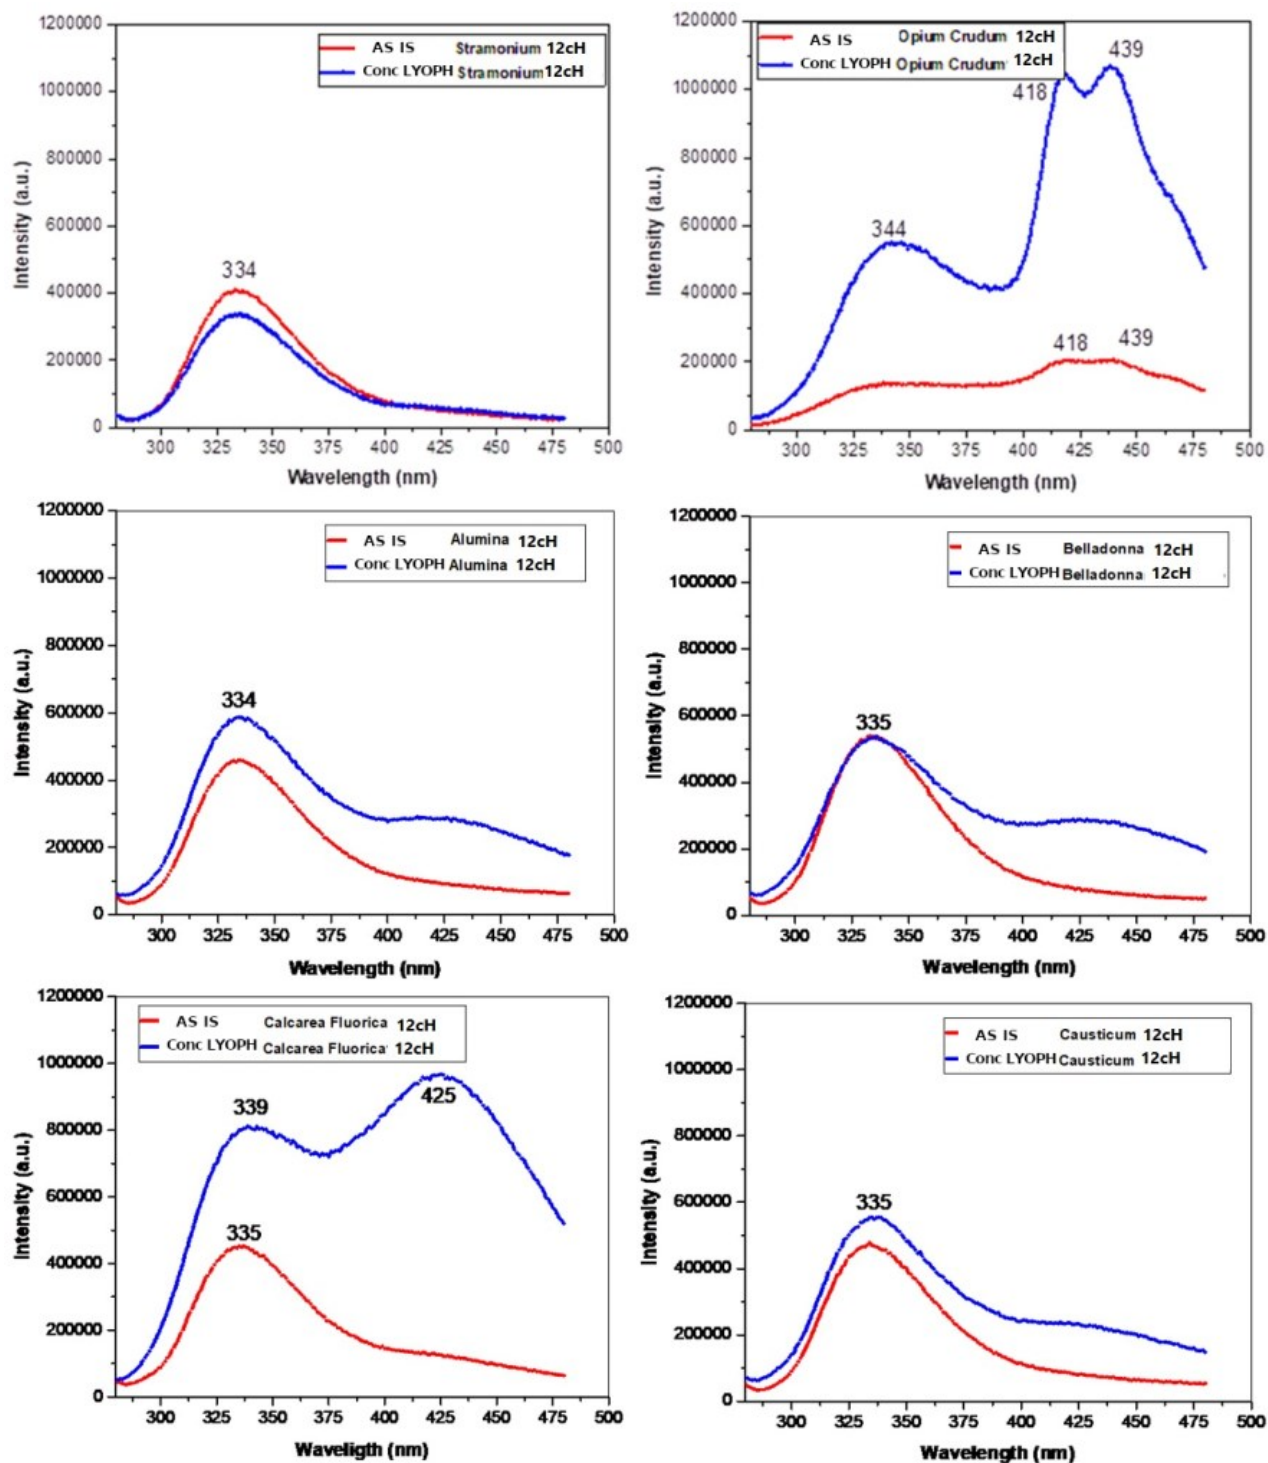 1200000
1000000
800000
600000
400000
200000
0
Intensity (a.u.)
AS IS Stramonium 12cH
Conc LYOPH Stramonium 12cH
334
300 325 350 375 400 425 450 475 500
Wavelength (nm)
1200000
1000000
800000
600000
400000
200000
0
Intensity (a.u.)
AS IS Opium Crudum 12cH
Conc LYOPH Opium Crudum 12cH
439
418
344
418
439
300 325 350 375 400 425 450 475 500
Wavelength (nm)
1200000
1000000
800000
600000
400000
200000
0
Intensity (a.u.)
AS IS Alumina 12cH
Conc LYOPH Alumina 12cH
334
300 325 350 375 400 425 450 475 500
Wavelength (nm)
1200000
1000000
800000
600000
400000
200000
0
Intensity (a.u.)
AS IS Belladonna 12cH
Conc LYOPH Belladonna 12cH
335
300 325 350 375 400 425 450 475 500
Wavelength (nm)
1200000
1000000
800000
600000
400000
200000
0
Intensity (a.u.)
AS IS Calcarea Fluorica 12cH
Conc LYOPH Calcarea Fluorica 12cH
339
425
335
300 325 350 375 400 425 450 475 500
Waveligth (nm)
1200000
1000000
800000
600000
400000
200000
0
Intensity (a.u.)
AS IS Causticum 12cH
Conc LYOPH Causticum 12cH
335
300 325 350 375 400 425 450 475 500
Wavelength (nm)